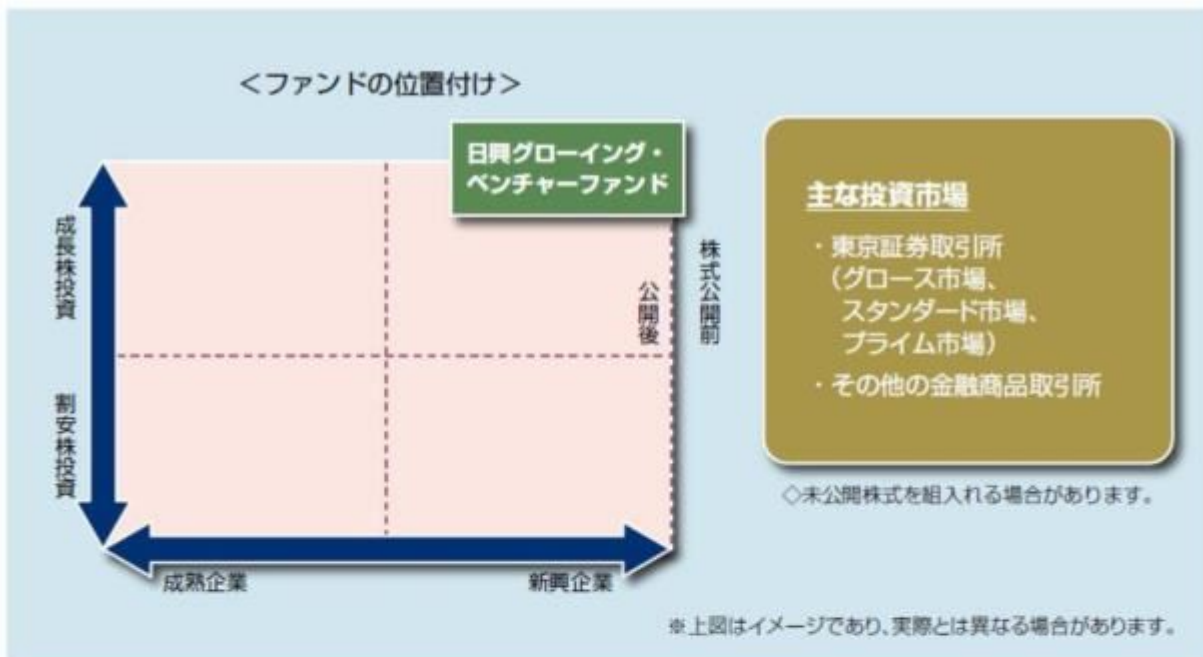 ＜ファンドの位置付け＞
日興グローイング・
ベンチャーファンド
成長株投資
割安株投資
公開後
株式公開前
成熟企業
新興企業
主な投資市場
・東京証券取引所
（グロース市場、
スタンダード市場、
プライム市場）
・その他の金融商品取引所
◇未公開株式を組入れる場合があります。
※上図はイメージであり、実際とは異なる場合があります。